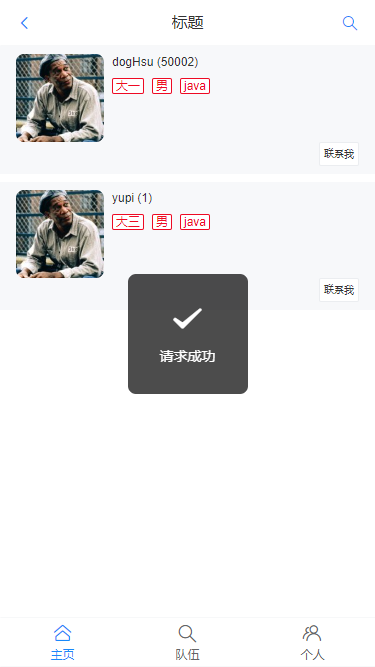 标题
dogHsu (50002)
大一 男 java
联系我
yupi (1)
大三 男 java
联系我
请求成功
主页 队伍 个人